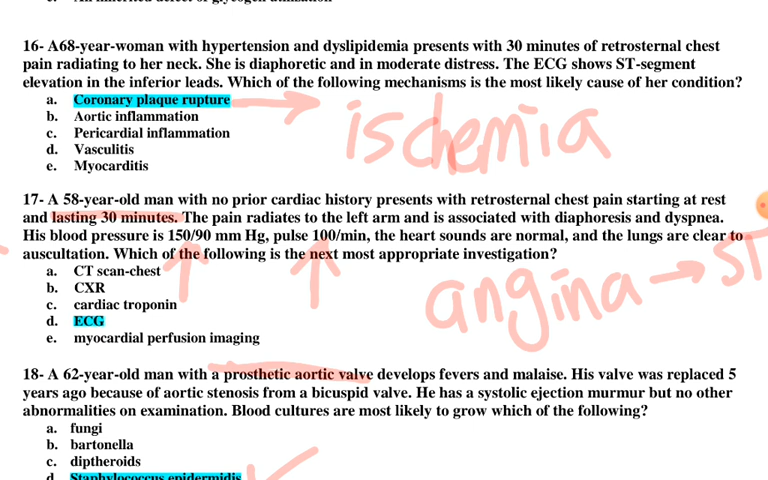 e. An inherited defect of glycogen utilization
16- A68-year-woman with hypertension and dyslipidemia presents with 30 minutes of retrosternal chest
pain radiating to her neck. She is diaphoretic and in moderate distress. The ECG shows ST-segment
elevation in the inferior leads. Which of the following mechanisms is the most likely cause of her condition?
a. Coronary plaque rupture
b. Aortic inflammation
c. Pericardial inflammation
d. Vasculitis
e. Myocarditis
ischemia
17- A 58-year-old man with no prior cardiac history presents with retrosternal chest pain starting at rest
and lasting 30 minutes. The pain radiates to the left arm and is associated with diaphoresis and dyspnea.
His blood pressure is 150/90 mm Hg, pulse 100/min, the heart sounds are normal, and the lungs are clear to
auscultation. Which of the following is the next most appropriate investigation?
a. CT scan-chest
b. CXR
c. cardiac troponin
d. ECG
e. myocardial perfusion imaging
angina → ST
18- A 62-year-old man with a prosthetic aortic valve develops fevers and malaise. His valve was replaced 5
years ago because of aortic stenosis from a bicuspid valve. He has a systolic ejection murmur but no other
abnormalities on examination. Blood cultures are most likely to grow which of the following?
a. fungi
b. bartonella
c. diptheroids
d. Staphylococcus epidermidis